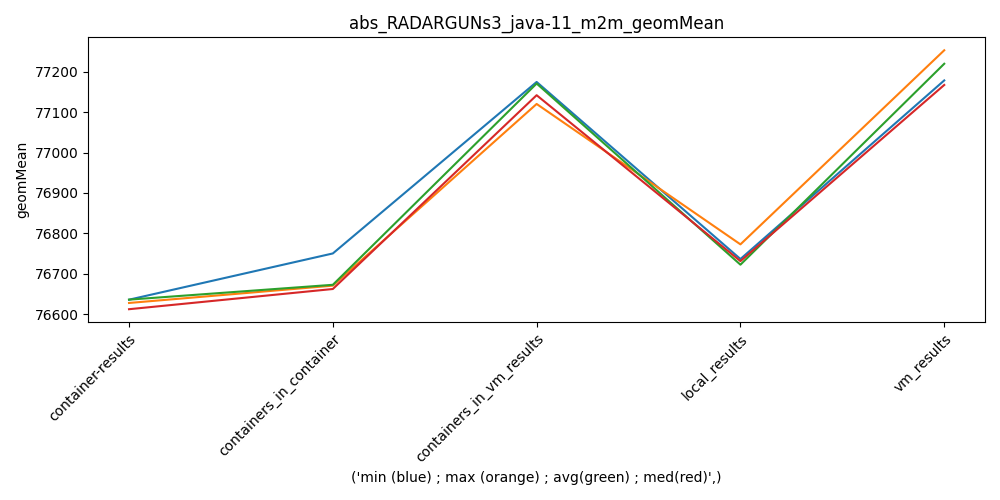 abs_RADARGUNs3_java-11_m2m_geomMean
geomMean
77200
77100
77000
76900
76800
76700
76600
container-results
containers_in_container
containers_in_vm_results
local_results
vm_results
('min (blue) ; max (orange) ; avg(green) ; med(red)',)